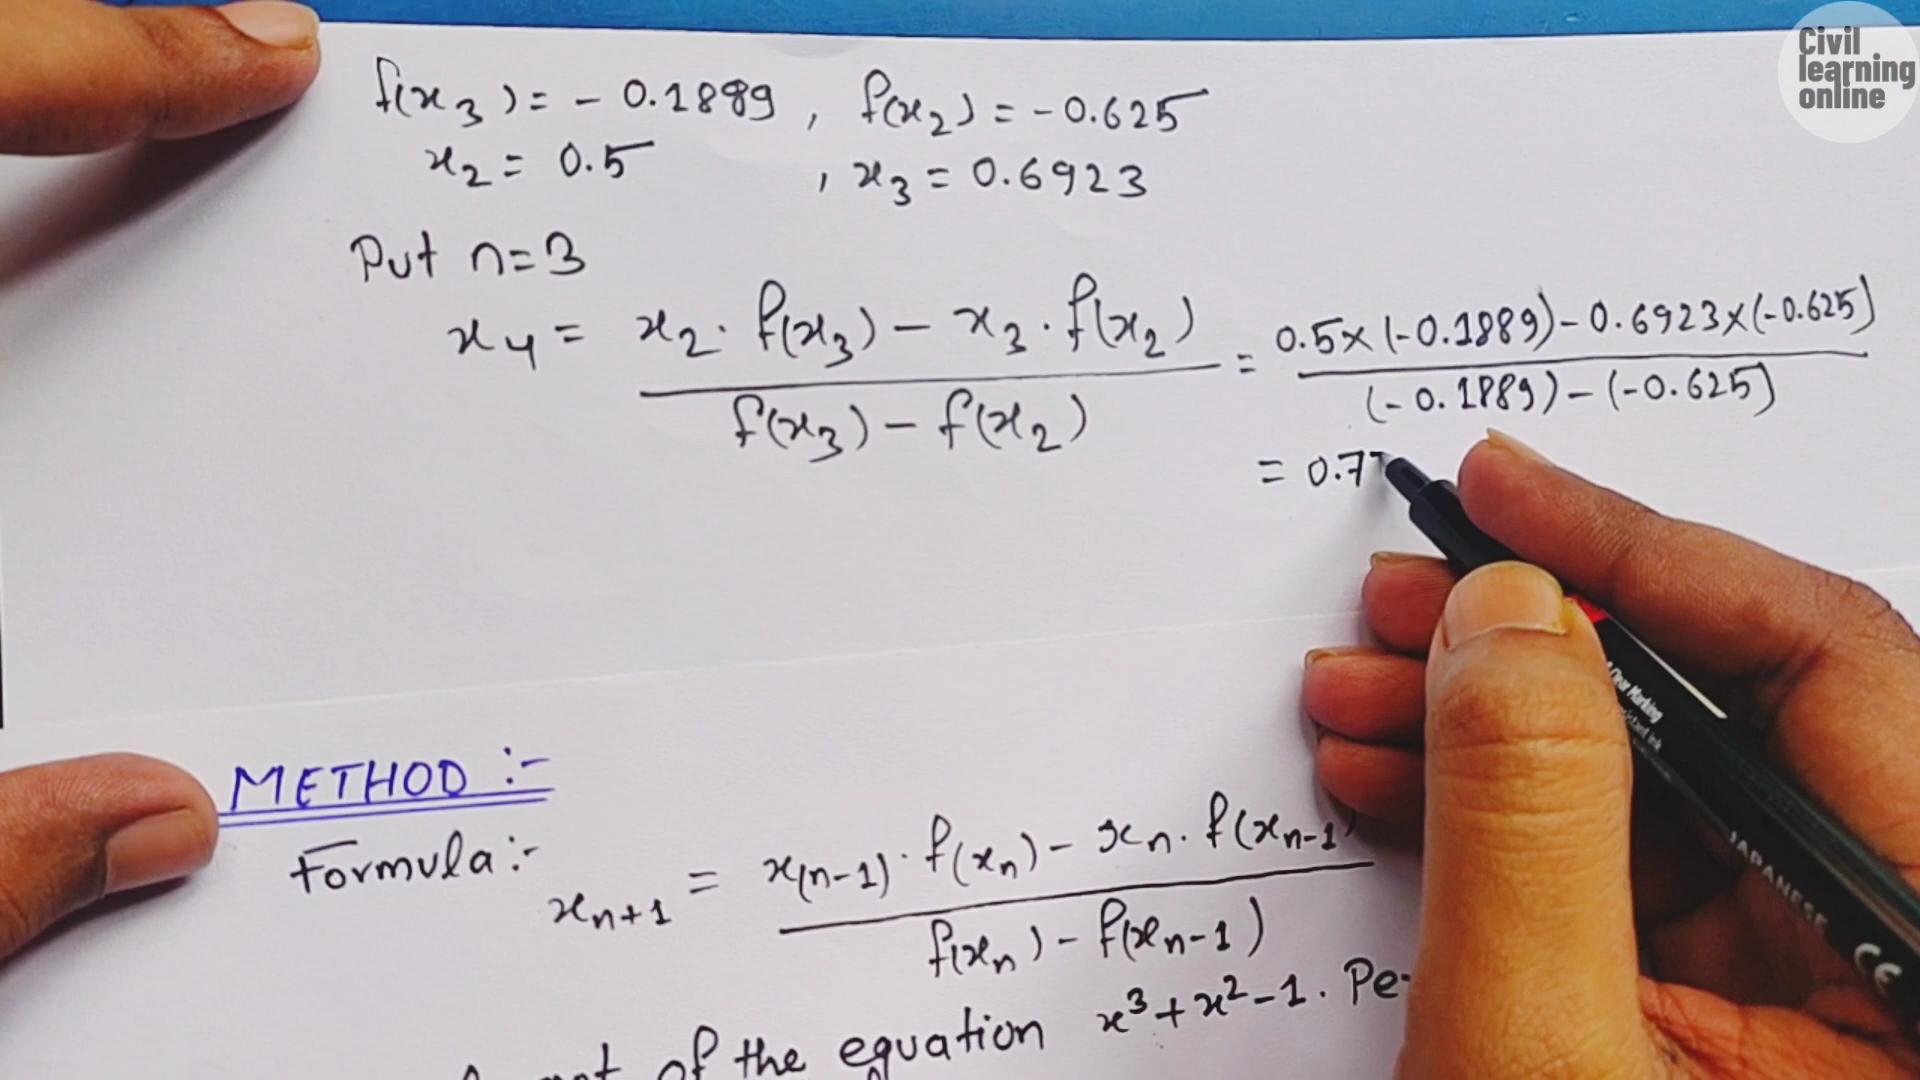 f(x₃) = - 0.1889 , f(x₂) = -0.625
x₂ = 0.5 , x₃ = 0.6923
Put n=3
x₄ = x₂ · f(x₃) - x₃ · f(x₂) / f(x₃) - f(x₂) = 0.5×(-0.1889) - 0.6923×(-0.625) / (-0.1889) - (-0.625)
= 0.77
METHOD :-
Formula :-
xₙ₊₁ = x(n-1) · f(xₙ) - xₙ · f(xₙ₋₁) / f(xₙ) - f(xₙ₋₁)
of the equation x³+x²-1.
Civil
learning
online
JAPANESE
CE